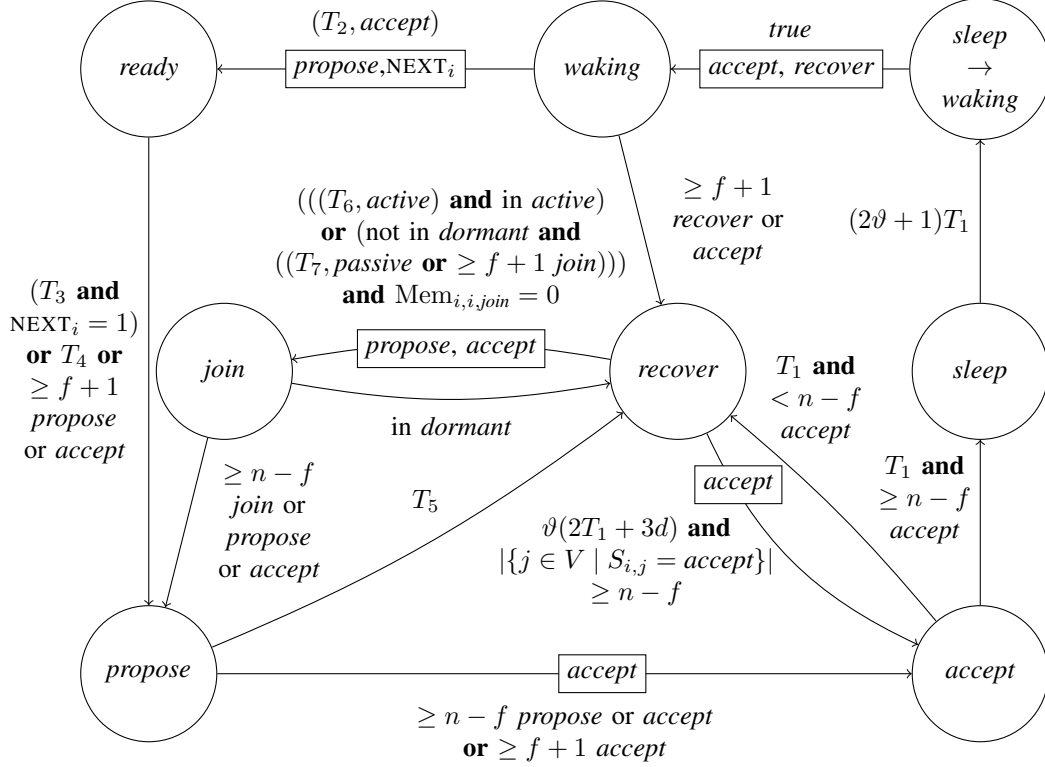 (T₂, accept)
true
ready
propose,NEXTᵢ
waking
accept, recover
sleep
→
waking
(((T₆, active) and in active)
or (not in dormant and
((T₇, passive or ≥ f + 1 join)))
and Memᵢ,ᵢ,join = 0
≥ f + 1
recover or
accept
(2ϑ + 1)T₁
(T₃ and
NEXTᵢ = 1)
or T₄ or
≥ f + 1
propose
or accept
join
propose, accept
recover
T₁ and
< n − f
accept
sleep
in dormant
≥ n − f
join or
propose
or accept
T₅
accept
ϑ(2T₁ + 3d) and
|{j ∈ V | Sᵢ,ⱼ = accept}|
≥ n − f
T₁ and
≥ n − f
accept
propose
accept
accept
≥ n − f propose or accept
or ≥ f + 1 accept